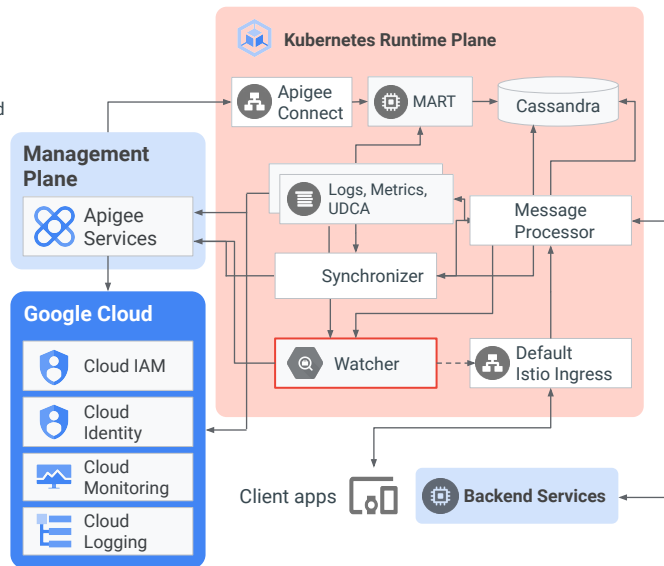 d
Kubernetes Runtime Plane
Apigee
Connect
MART
Cassandra
Management
Plane
Apigee
Services
Logs, Metrics,
UDCA
Message
Processor
Synchronizer
Google Cloud
Cloud IAM
Cloud
Identity
Cloud
Monitoring
Cloud
Logging
Watcher
Default
Istio Ingress
Client apps
Backend Services